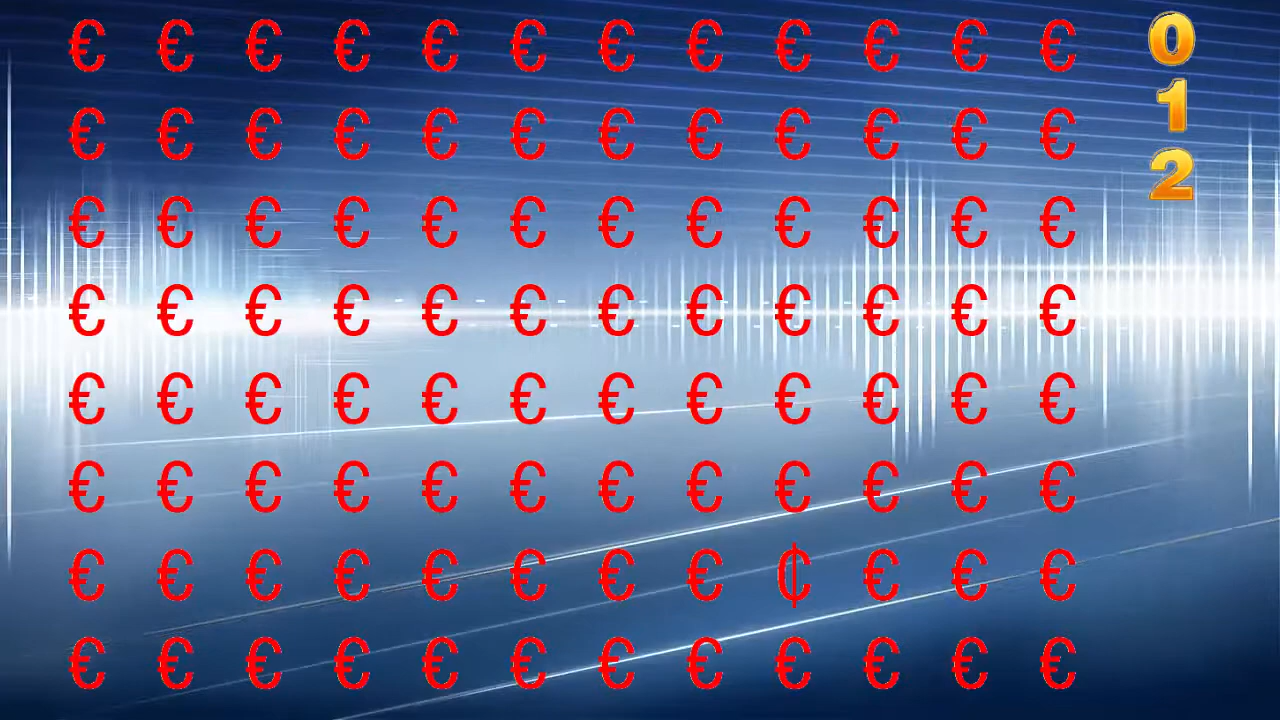 € € € € € € € € € € € € 0
€ € € € € € € € € € € € 1
€ € € € € € € € € € € € 2
€ € € € € € € € € € € €
€ € € € € € € € € € € €
€ € € € € € € € € € € €
€ € € € € € € € ₵ € € €
€ € € € € € € € € € € €